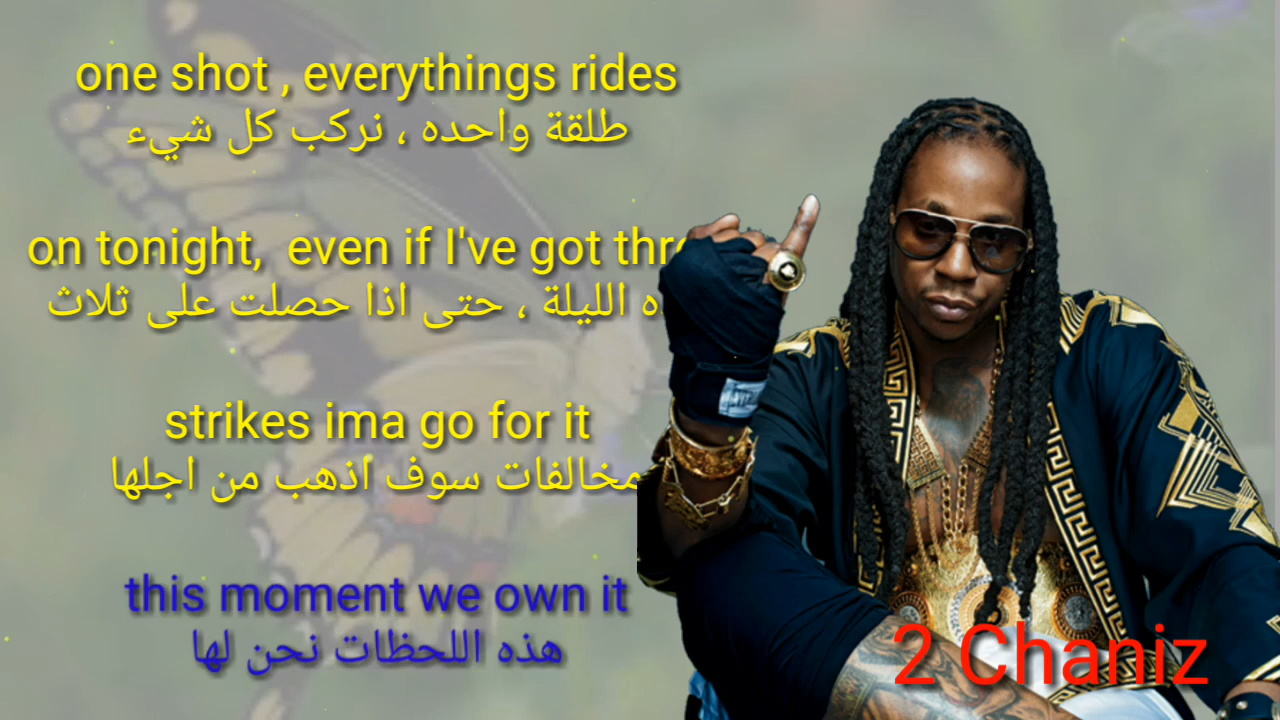 one shot , everythings rides
طلقة واحده ، نركب كل شيء
on tonight,  even if I've got
الليلة ، حتى اذا حصلت على ثلاث
strikes ima go for it
مخالفات سوف اذهب من اجلها
this moment we own it
هذه اللحظات نحن لها
2 Chaniz